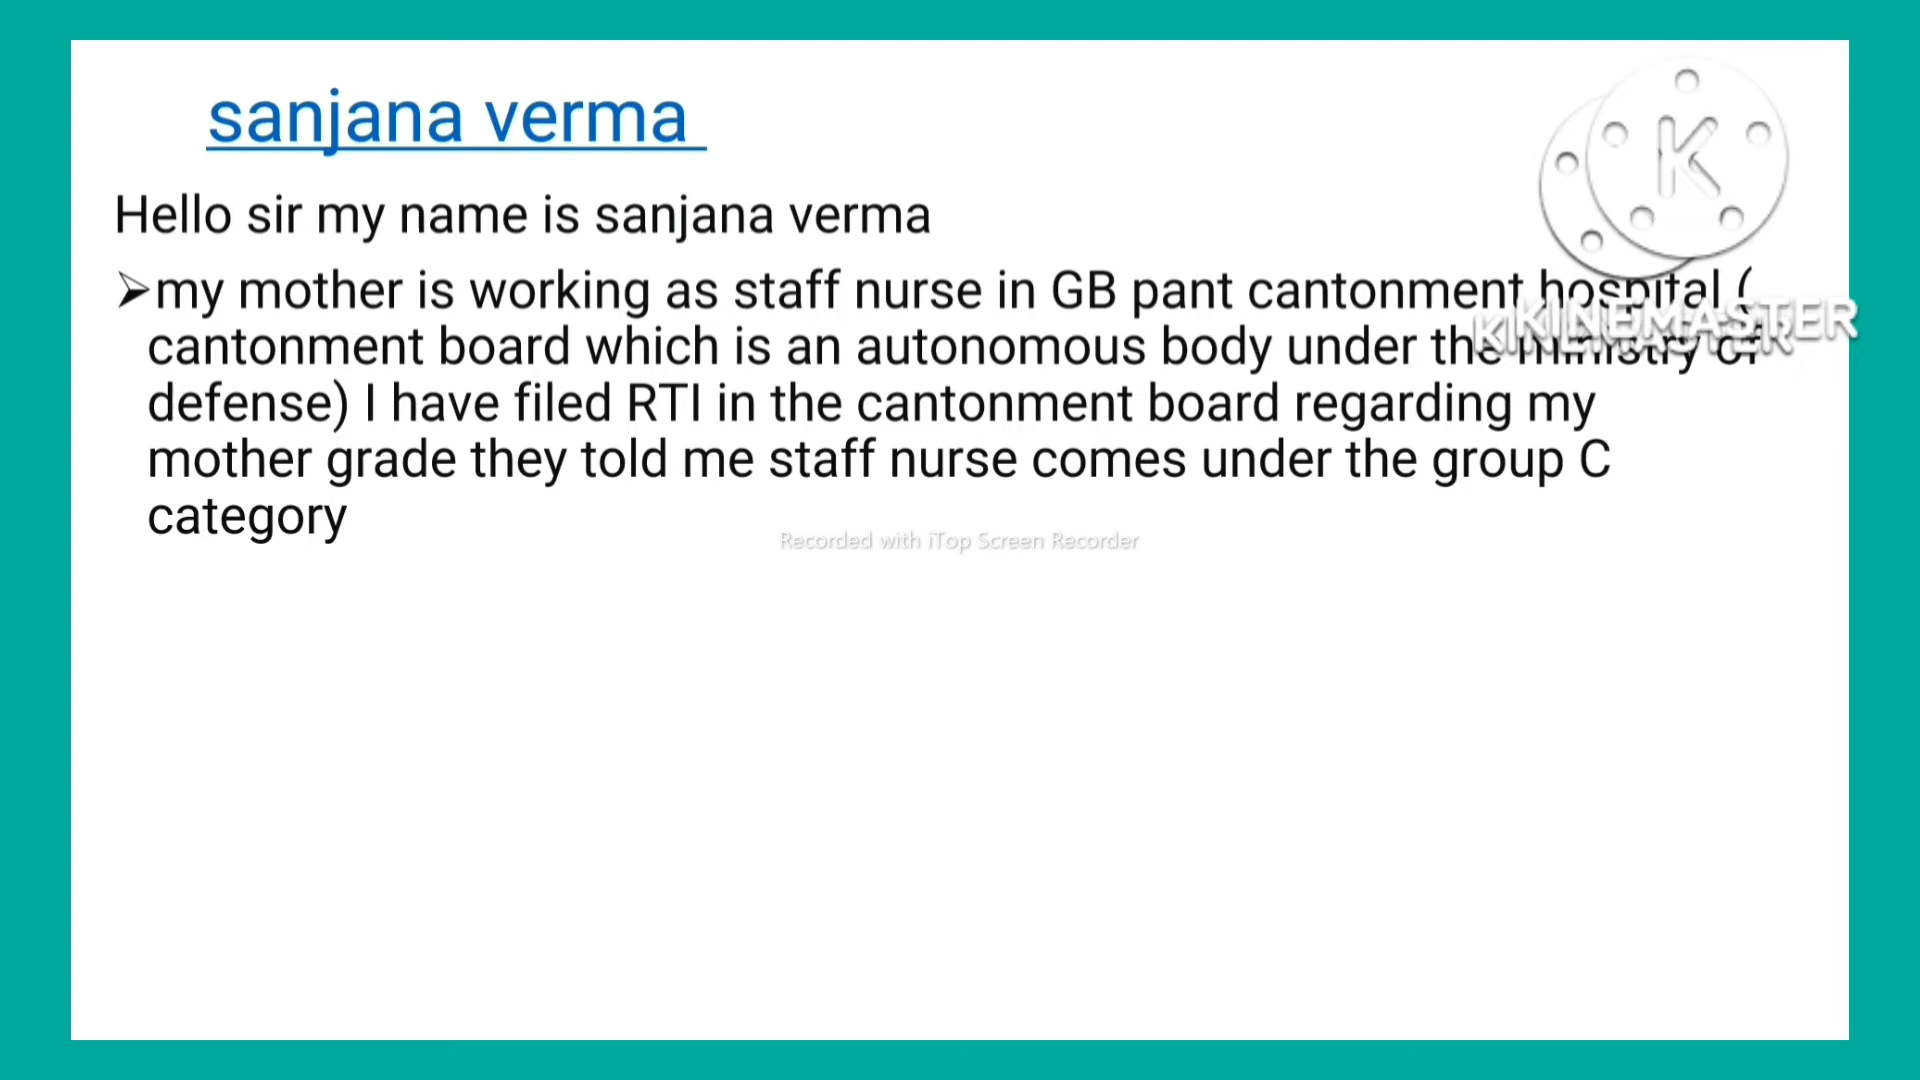 sanjana verma
K
Hello sir my name is sanjana verma
➢my mother is working as staff nurse in GB pant cantonment hospital (
KINEMASTER
cantonment board which is an autonomous body under the ministry of
defense) I have filed RTI in the cantonment board regarding my
mother grade they told me staff nurse comes under the group C
category
Recorded with iTop Screen Recorder